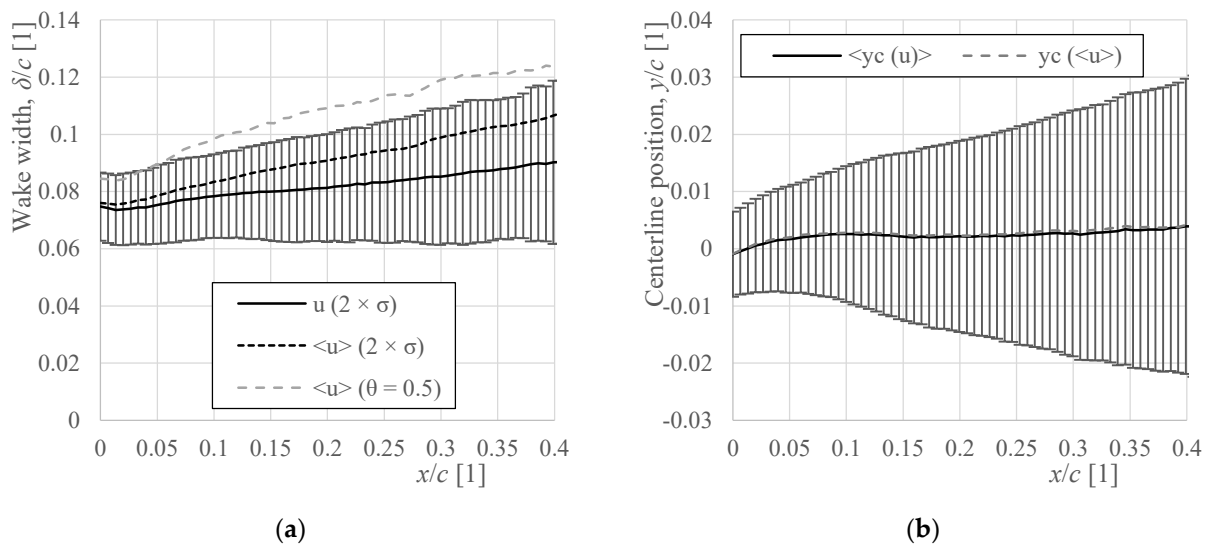 Wake width, δ/c [1]
0.14
0.12
0.1
0.08
0.06
0.04
0.02
0
u (2 × σ)
<u> (2 × σ)
<u> (θ = 0.5)
0 0.05 0.1 0.15 0.2 0.25 0.3 0.35 0.4
x/c [1]
(a)
Centerline position, y/c [1]
0.04
0.03
0.02
0.01
0
-0.01
-0.02
-0.03
<yc (u)> yc (<u>)
0 0.05 0.1 0.15 0.2 0.25 0.3 0.35 0.4
x/c [1]
(b)